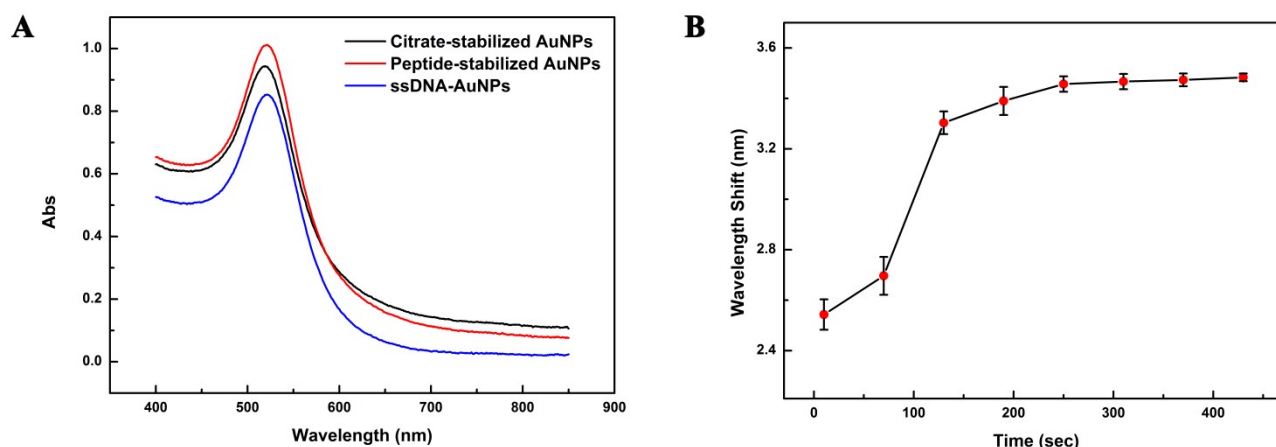 A
Citrate-stabilized AuNPs
Peptide-stabilized AuNPs
ssDNA-AuNPs
1.0
0.8
0.6
0.4
0.2
0.0
Abs
400 500 600 700 800 900
Wavelength (nm)
B
3.6
3.2
2.8
2.4
Wavelength Shift (nm)
0 100 200 300 400
Time (sec)